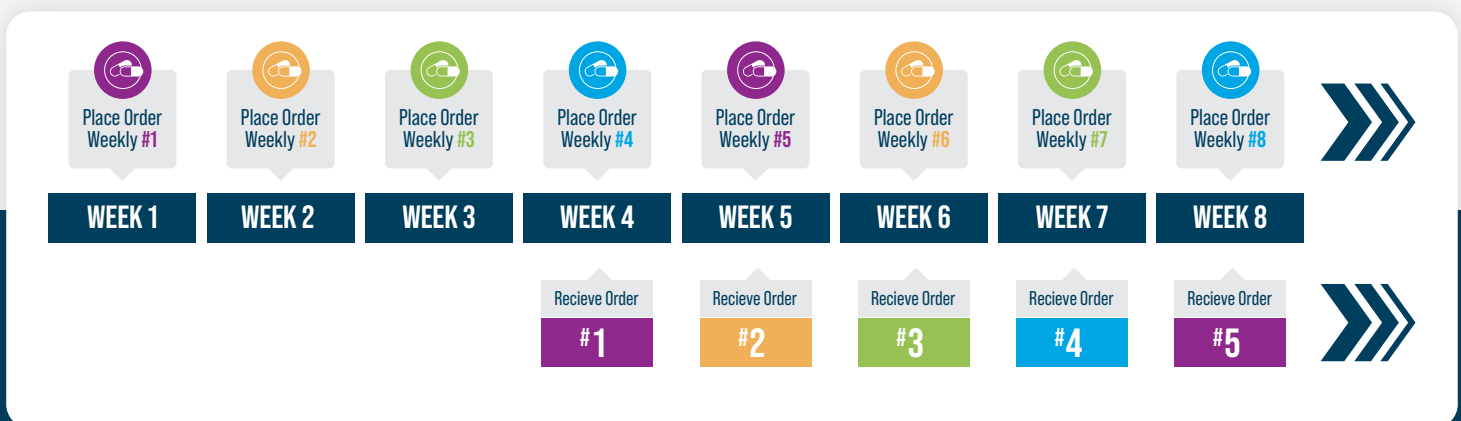 Place Order
Weekly #1
Place Order
Weekly #2
Place Order
Weekly #3
Place Order
Weekly #4
Place Order
Weekly #5
Place Order
Weekly #6
Place Order
Weekly #7
Place Order
Weekly #8
WEEK 1
WEEK 2
WEEK 3
WEEK 4
WEEK 5
WEEK 6
WEEK 7
WEEK 8
Recieve Order
#1
Recieve Order
#2
Recieve Order
#3
Recieve Order
#4
Recieve Order
#5